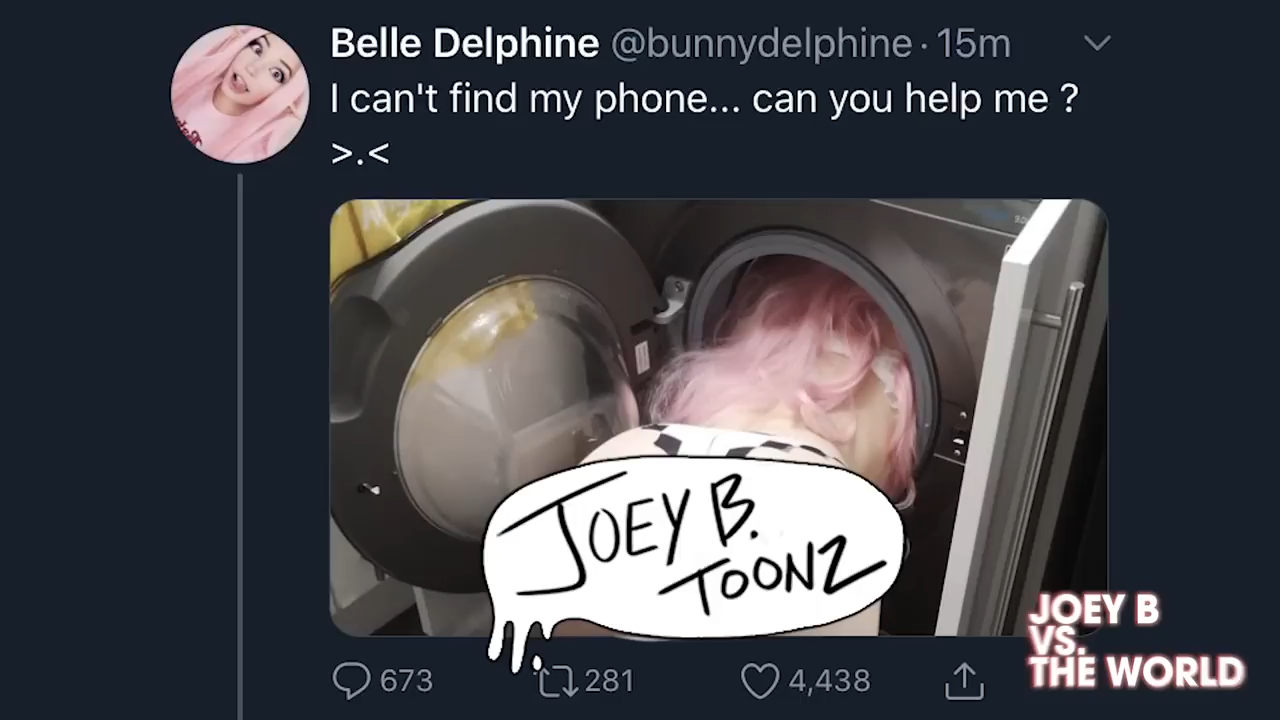 Belle Delphine @bunnydelphine · 15m
I can't find my phone... can you help me ?
>.<
JOEY B.
TOONZ
673 281 4,438
JOEY B
VS.
THE WORLD